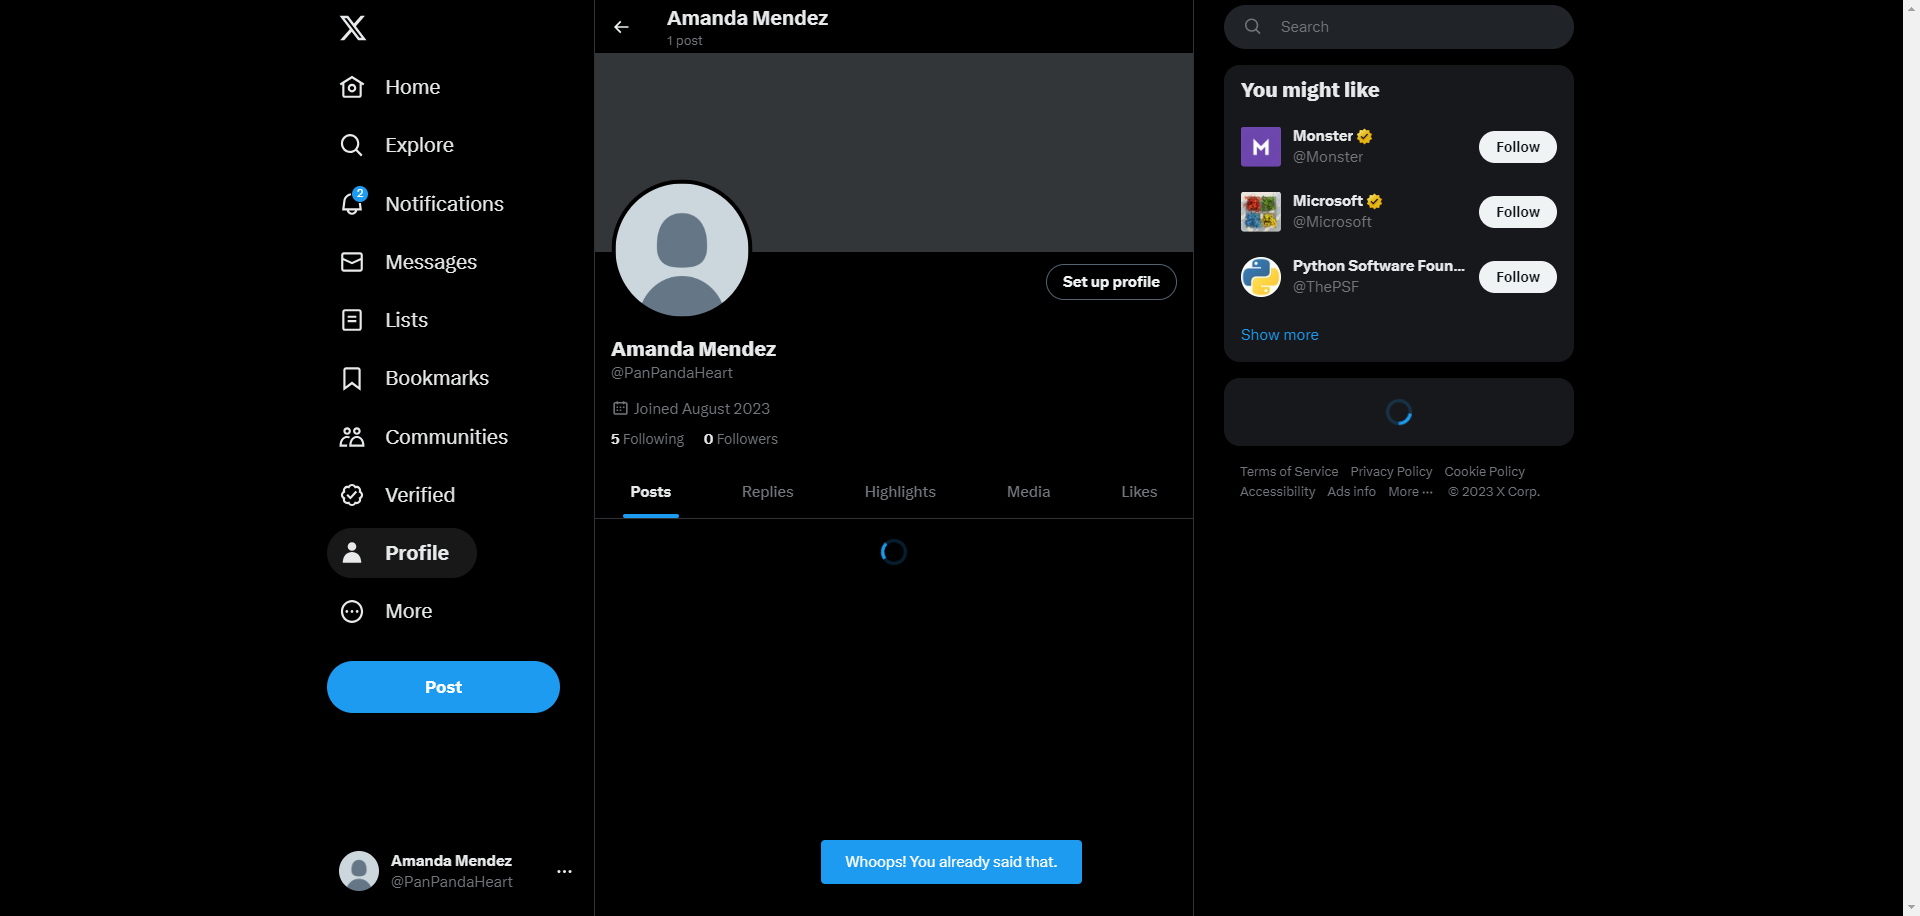 Home
Explore
2
Notifications
Messages
Lists
Bookmarks
Communities
Verified
Profile
More
Post
Amanda Mendez
@PanPandaHeart
Amanda Mendez
1 post
Set up profile
Amanda Mendez
@PanPandaHeart
Joined August 2023
5 Following 0 Followers
Posts Replies Highlights Media Likes
Whoops! You already said that.
Search
You might like
M
Monster
@Monster
Follow
Microsoft
@Microsoft
Follow
Python Software Foun...
@ThePSF
Follow
Show more
Terms of Service Privacy Policy Cookie Policy
Accessibility Ads info More ... © 2023 X Corp.